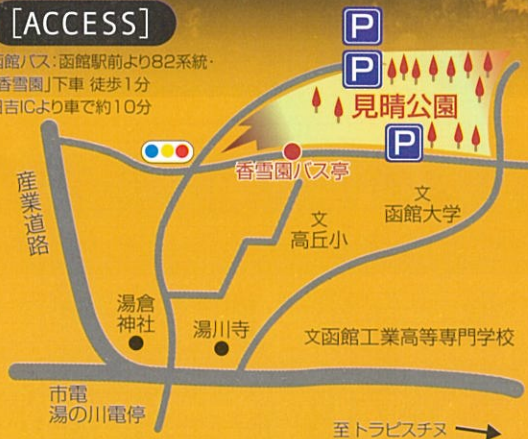 [ACCESS]
函館バス:函館駅前より82系統・
香雪園」下車 徒歩1分
日吉ICより車で約10分
P
P
見晴公園
P
香雪園バス亭
産業道路
文
高丘小
文
函館大学
湯倉
神社
湯川寺
文函館工業高等専門学校
市電
湯の川電停
至トラピスチヌ